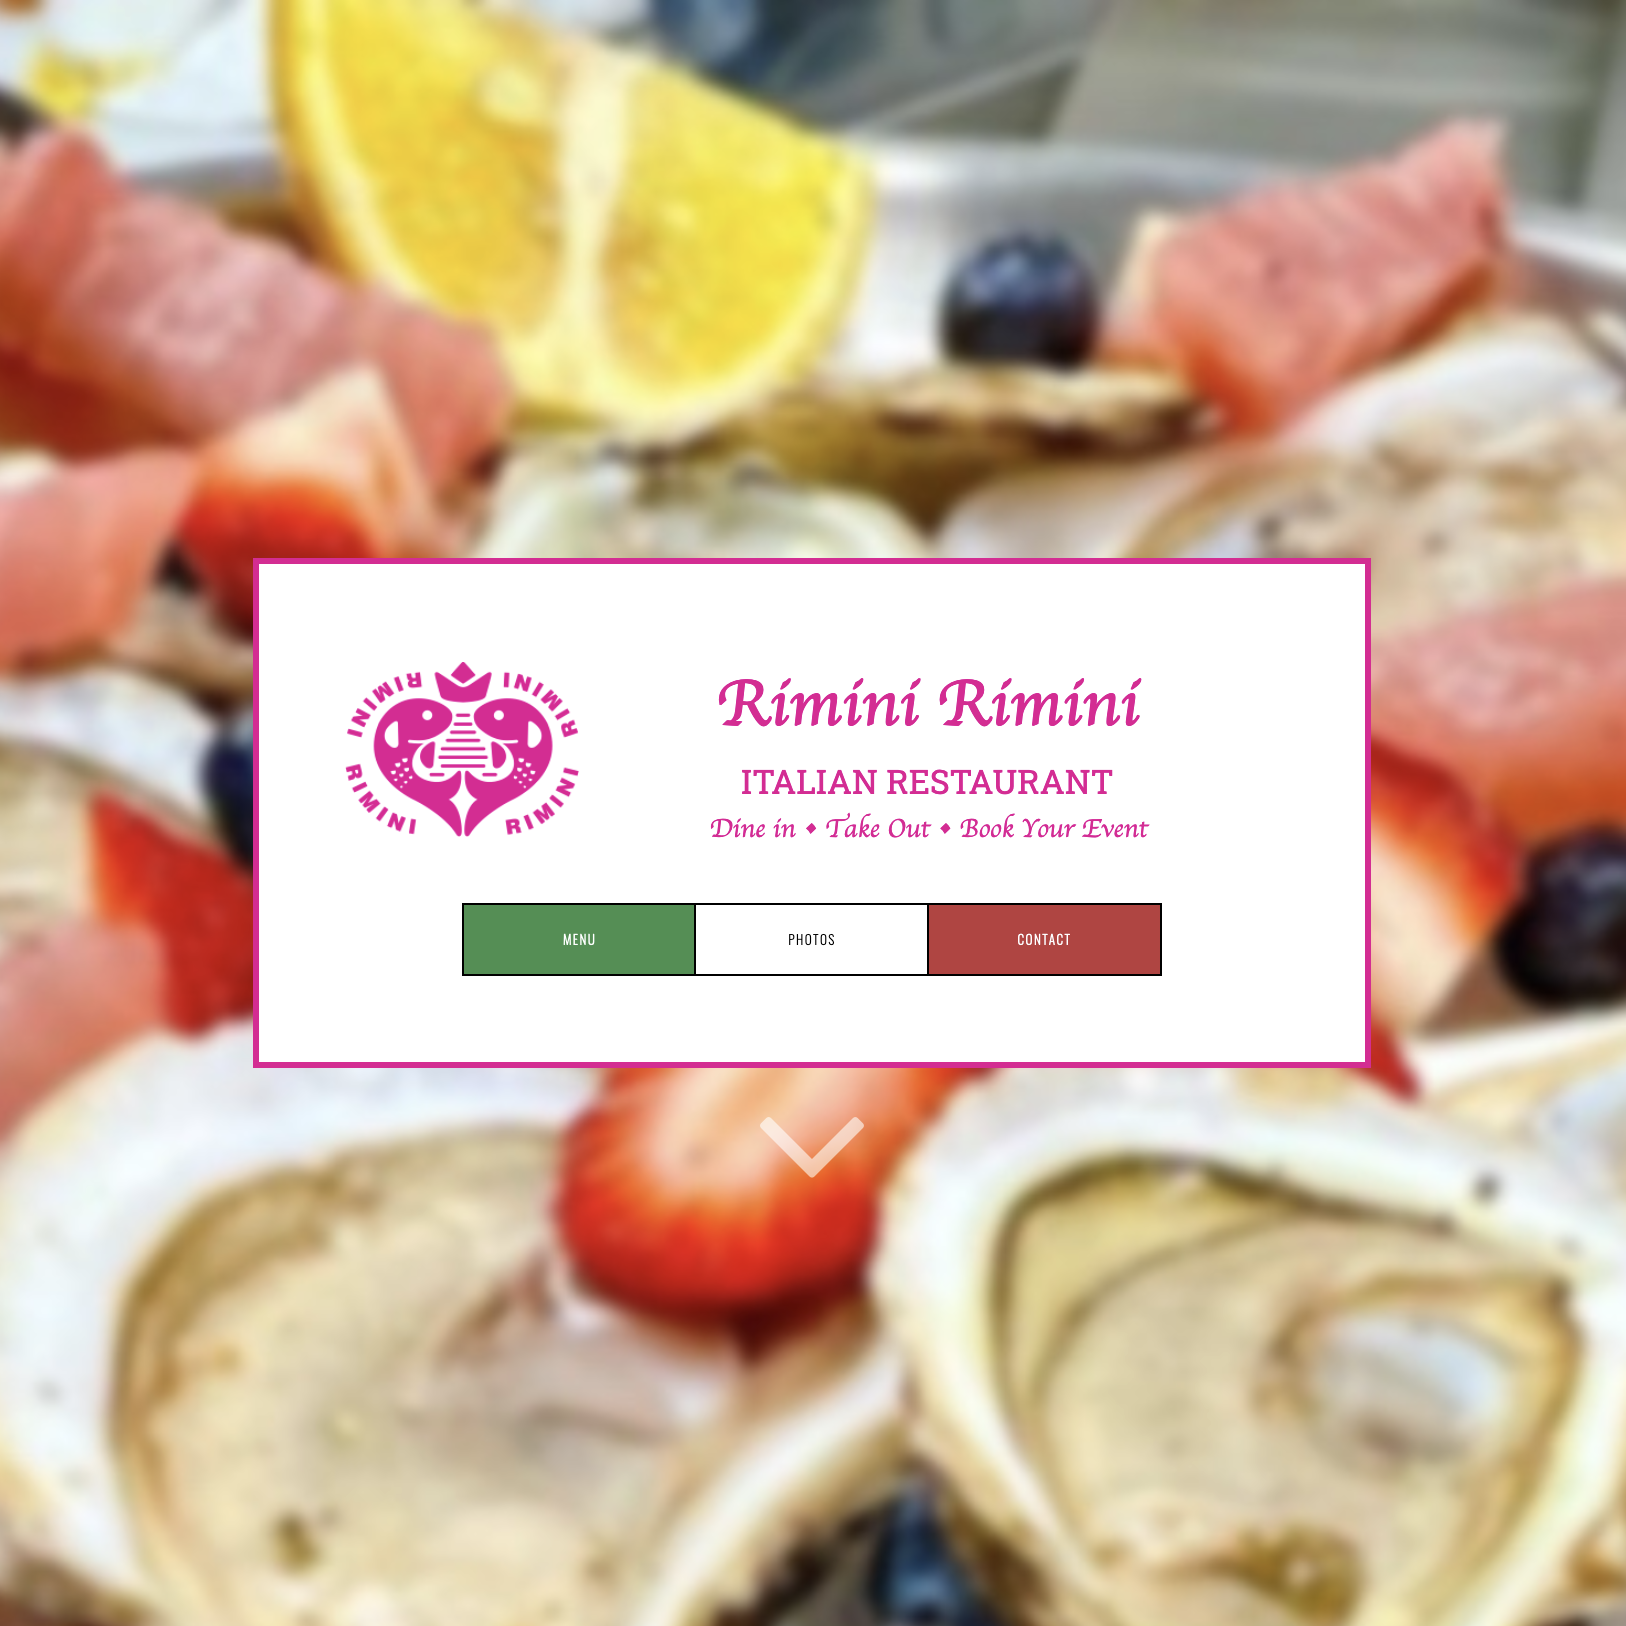 RIMINI RIMINI
RIMINI RIMINI
Rimini Rimini
ITALIAN RESTAURANT
Dine in ⬥ Take Out ⬥ Book Your Event
MENU
PHOTOS
CONTACT